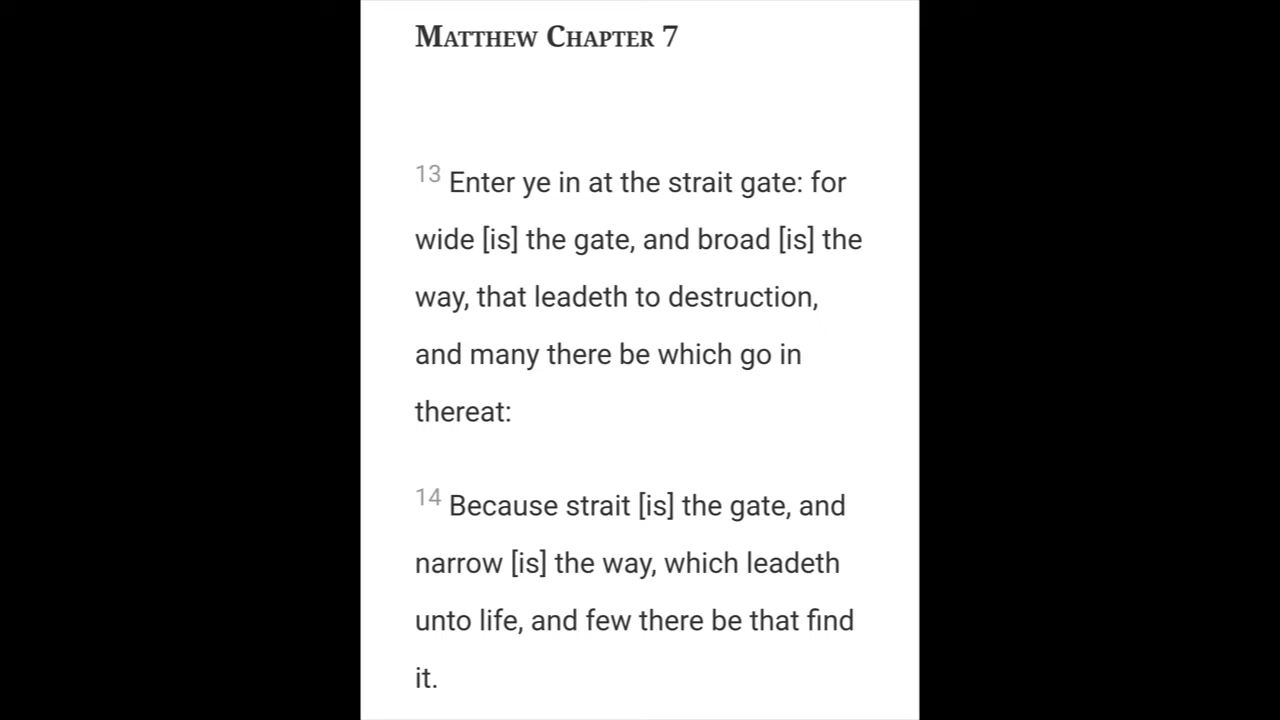 Matthew Chapter 7
13 Enter ye in at the strait gate: for
wide [is] the gate, and broad [is] the
way, that leadeth to destruction,
and many there be which go in
thereat:
14 Because strait [is] the gate, and
narrow [is] the way, which leadeth
unto life, and few there be that find
it.